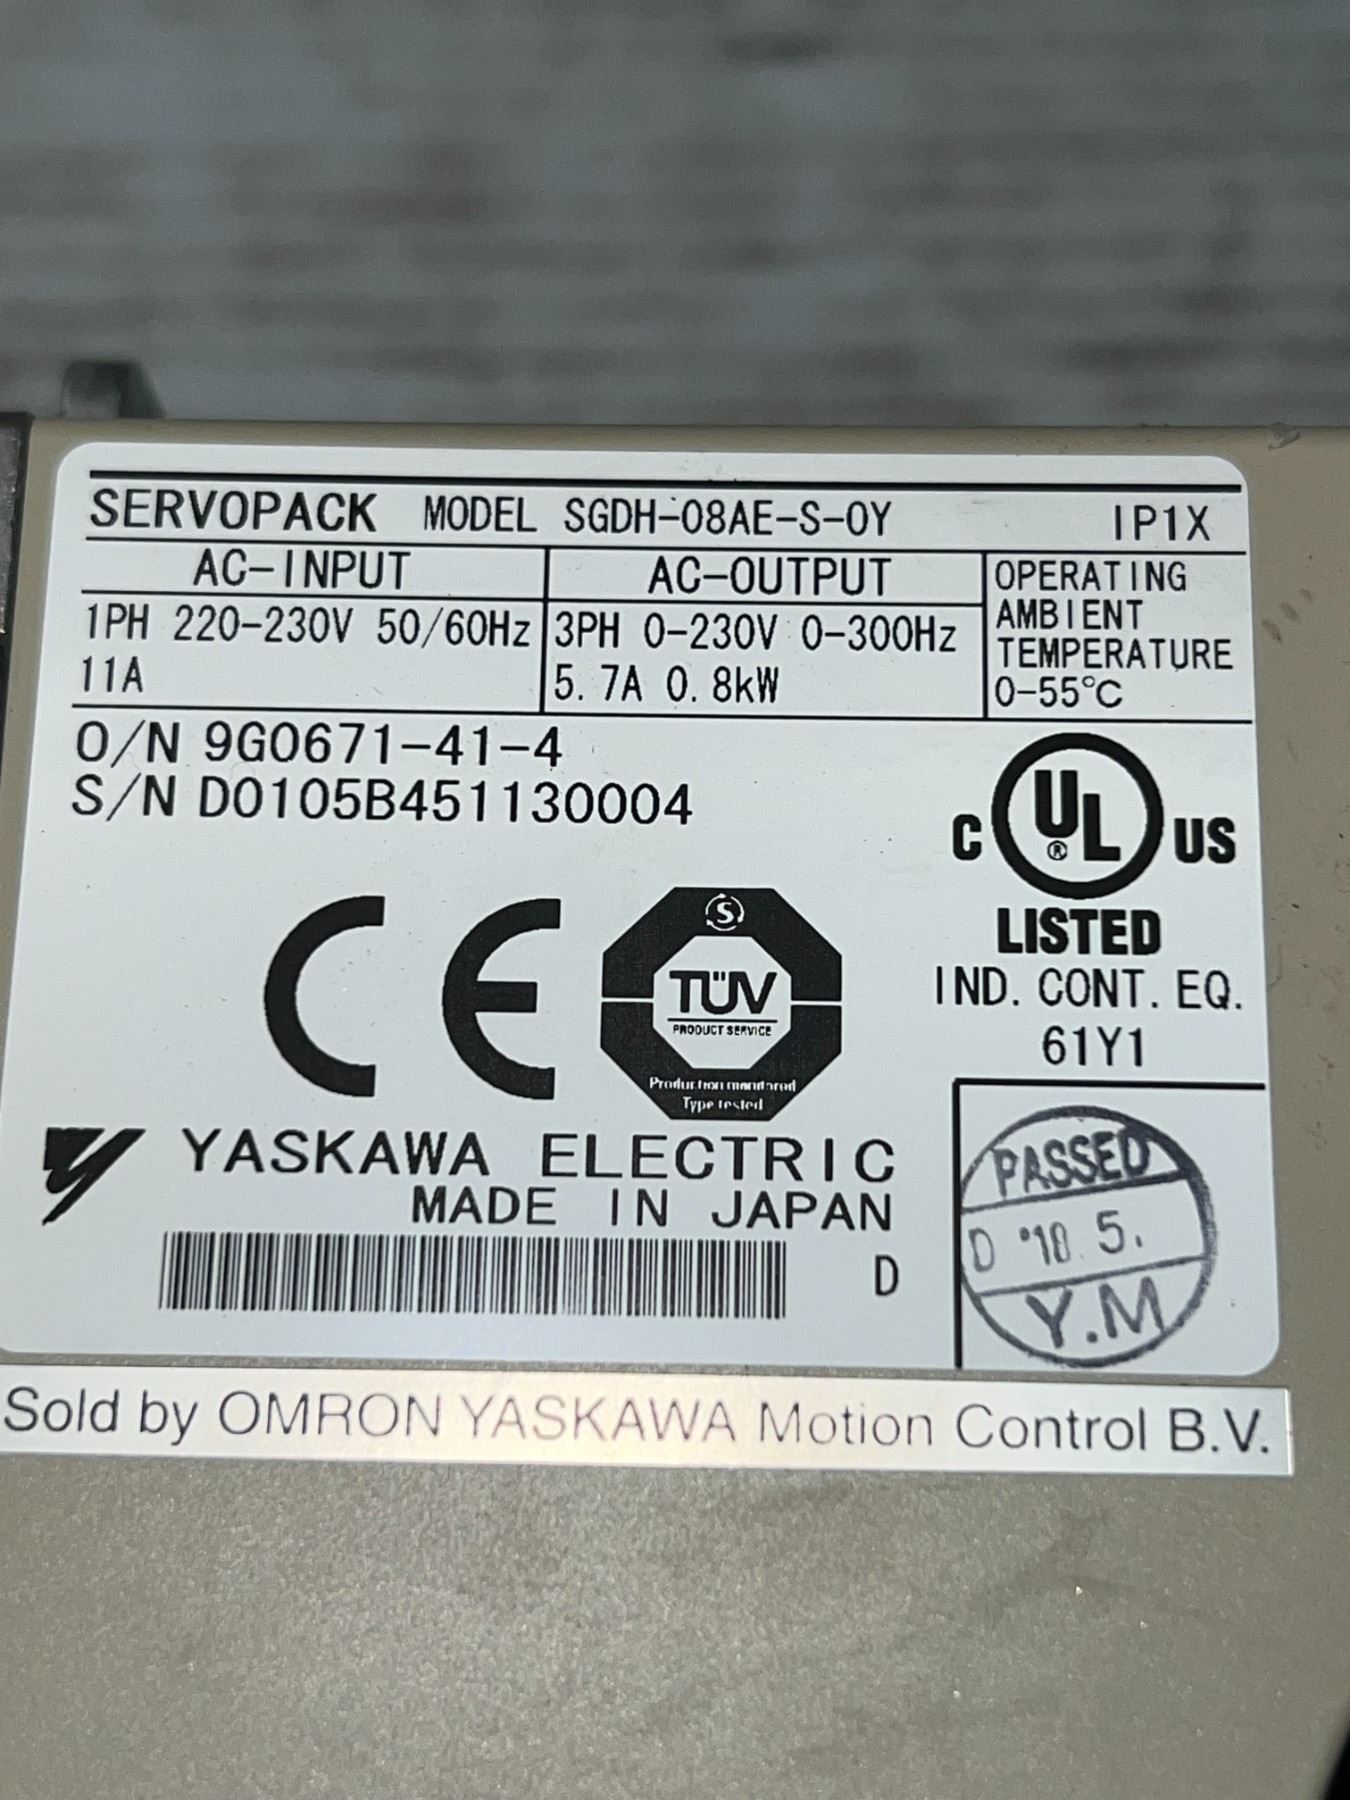 SERVOPACK MODEL SGDH-08AE-S-OY IP1X
AC-INPUT
1PH 220-230V 50/60Hz
11A
AC-OUTPUT
3PH 0-230V 0-300Hz
5.7A 0.8kW
OPERATING
AMBIENT
TEMPERATURE
0-55°C
O/N 9G0671-41-4
S/N D0105B451130004
C UL® US
LISTED
IND. CONT. EQ.
61Y1
CE
S
TÜV
PRODUCT SERVICE
Production monitored
Type tested
YASKAWA ELECTRIC
MADE IN JAPAN
D
PASSED
D '10. 5.
Y.M
Sold by OMRON YASKAWA Motion Control B.V.